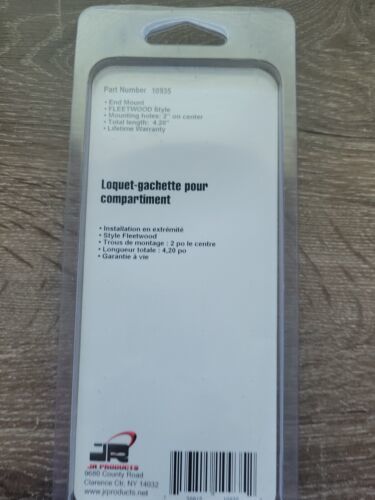 Part Number 10935
• End Mount
• FLEETWOOD Style
• Mounting holes: 2" on center
• Total length: 4.20"
• Lifetime Warranty
Loquet-gachette pour
compartiment
• Installation en extrémité
• Style Fleetwood
• Trous de montage : 2 po le centre
• Longueur totale : 4,20 po
• Garantie à vie
JR
JR PRODUCTS
9680 County Road
Clarence Ctr, NY 14032
www.jrproducts.net